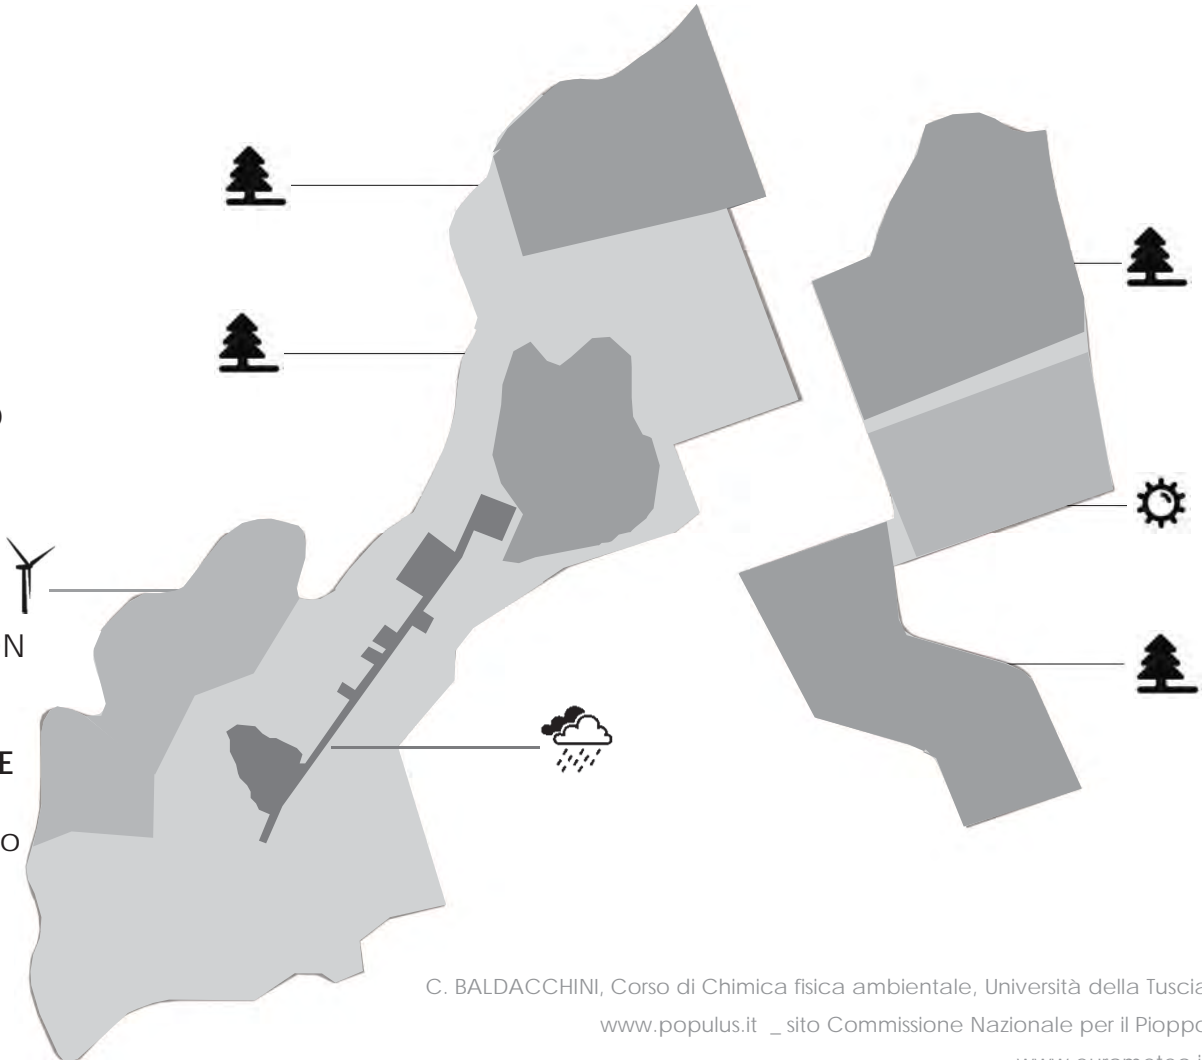 N
E
O
C. BALDACCHINI, Corso di Chimica fisica ambientale, Università della Tuscia
www.populus.it _ sito Commissione Nazionale per il Pioppo